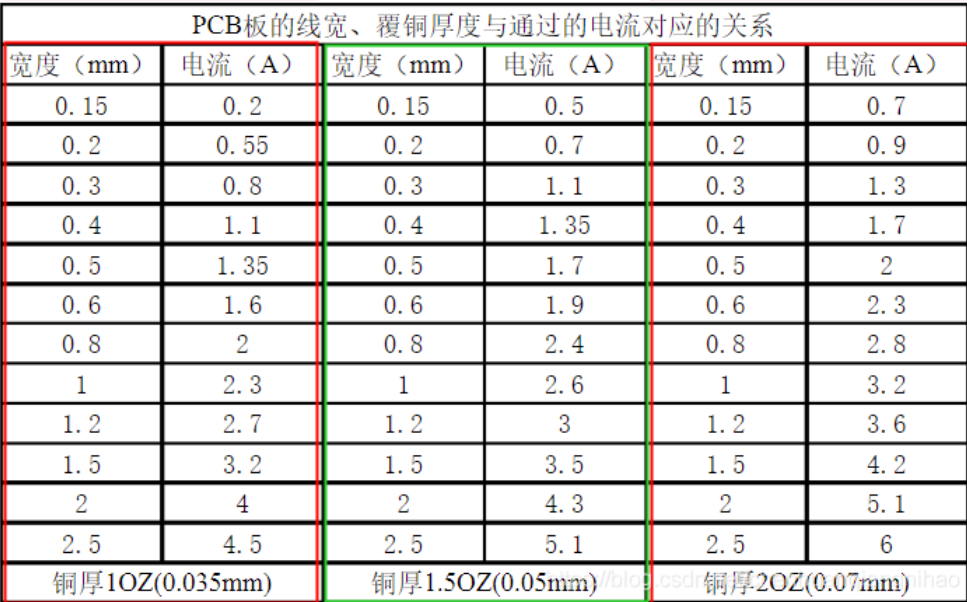 PCB板的线宽、覆铜厚度与通过的电流对应的关系
宽度（mm） 电流（A） 宽度（mm） 电流（A） 宽度（mm） 电流（A）
0.15 0.2 0.15 0.5 0.15 0.7
0.2 0.55 0.2 0.7 0.2 0.9
0.3 0.8 0.3 1.1 0.3 1.3
0.4 1.1 0.4 1.35 0.4 1.7
0.5 1.35 0.5 1.7 0.5 2
0.6 1.6 0.6 1.9 0.6 2.3
0.8 2 0.8 2.4 0.8 2.8
1 2.3 1 2.6 1 3.2
1.2 2.7 1.2 3 1.2 3.6
1.5 3.2 1.5 3.5 1.5 4.2
2 4 2 4.3 2 5.1
2.5 4.5 2.5 5.1 2.5 6
铜厚1OZ(0.035mm) 铜厚1.5OZ(0.05mm) 铜厚2OZ(0.07mm)